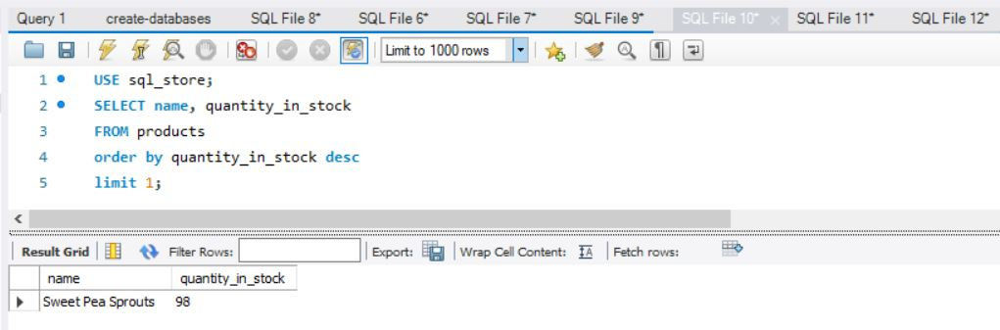 Query 1 create-databases SQL File 8* SQL File 6* SQL File 7* SQL File 9* SQL File 10* SQL File 11* SQL File 12*
Limit to 1000 rows
1 USE sql_store;
2 SELECT name, quantity_in_stock
3 FROM products
4 order by quantity_in_stock desc
5 limit 1;
Result Grid Filter Rows: Export: Wrap Cell Content: IA Fetch rows:
name quantity_in_stock
Sweet Pea Sprouts 98